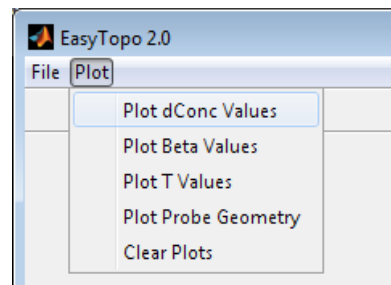 EasyTopo 2.0
File Plot
Plot dConc Values
Plot Beta Values
Plot T Values
Plot Probe Geometry
Clear Plots